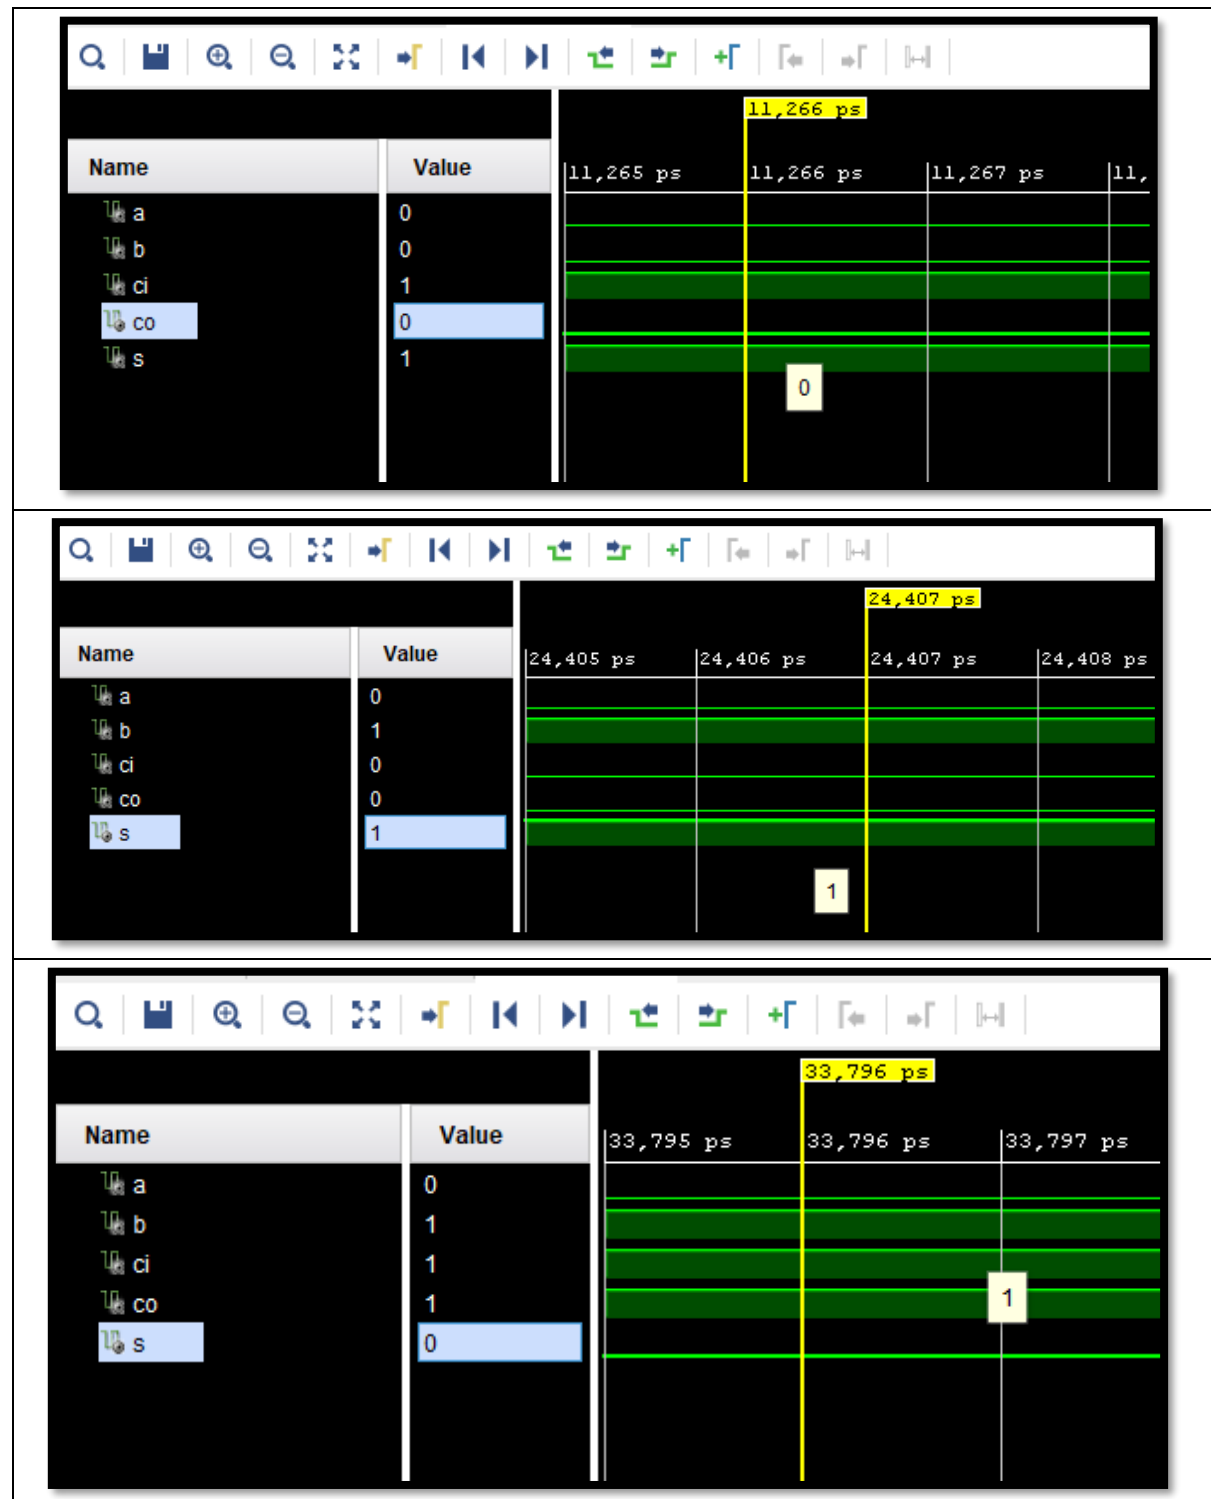 11,266 ps
Name Value |11,265 ps |11,266 ps |11,267 ps |11,
a 0
b 0
ci 1
co 0
s 1
0
24,407 ps
Name Value |24,405 ps |24,406 ps |24,407 ps |24,408 ps
a 0
b 1
ci 0
co 0
s 1
1
33,796 ps
Name Value |33,795 ps |33,796 ps |33,797 ps
a 0
b 1
ci 1
co 1
1
s 0